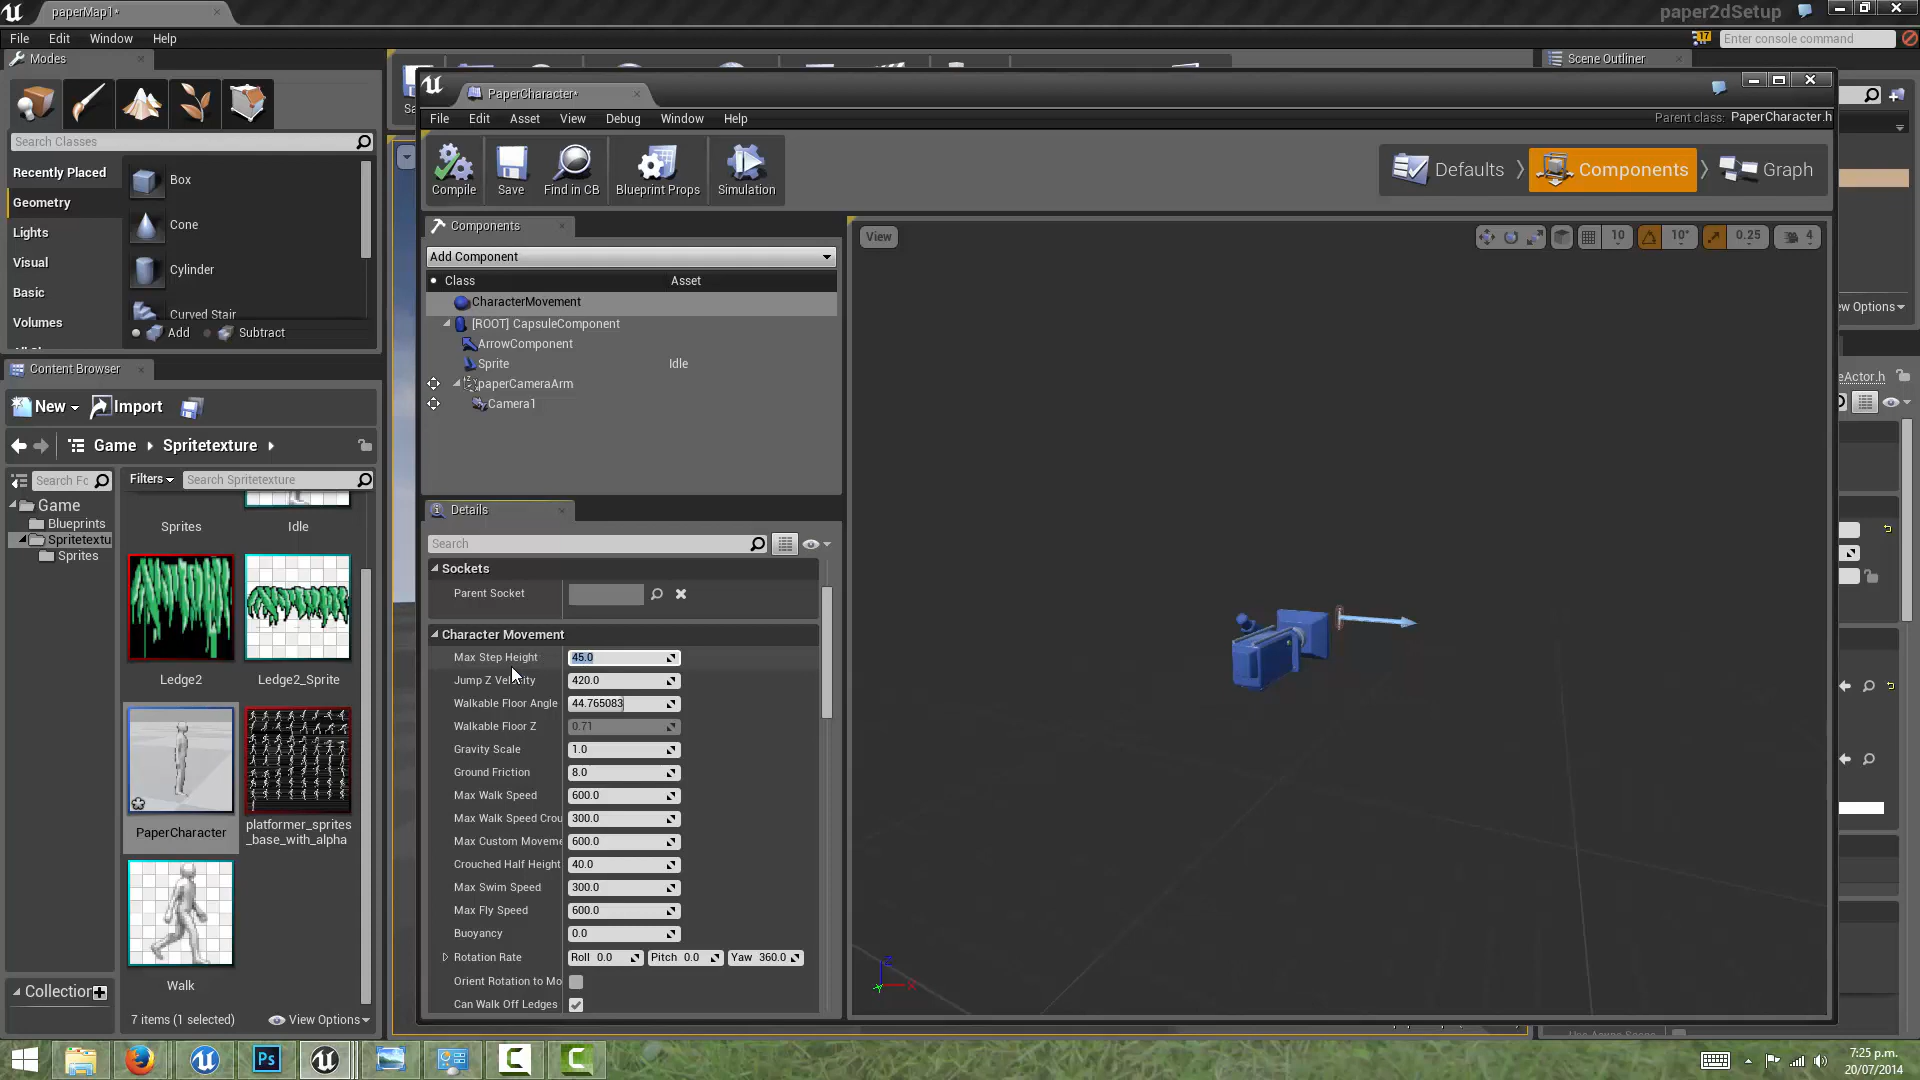 paperMap1*
paper2dSetup
File Edit Window Help
17
Enter console command
Modes
Search Classes
Recently Placed
Geometry
Lights
Visual
Basic
Volumes
Box
Cone
Cylinder
Curved Stair
Add Subtract
Content Browser
New Import
Game Spritetexture
Filters
Search Spritetexture
Game
Blueprints
Spritetextu
Sprites
Sprites
Idle
Ledge2
Ledge2_Sprite
PaperCharacter
platformer_sprites
_base_with_alpha
Walk
Collection
7 items (1 selected)
View Options
Scene Outliner
PaperCharacter*
File Edit Asset View Debug Window Help
Parent class: PaperCharacter.h
Compile
Save
Find in CB
Blueprint Props
Simulation
Defaults
Components
Graph
Components
Add Component
Class Asset
CharacterMovement
[ROOT] CapsuleComponent
ArrowComponent
Sprite Idle
paperCameraArm
Camera1
Details
Search
Sockets
Parent Socket
Character Movement
Max Step Height 45.0
Jump Z Velocity 420.0
Walkable Floor Angle 44.765083
Walkable Floor Z 0.71
Gravity Scale 1.0
Ground Friction 8.0
Max Walk Speed 600.0
Max Walk Speed Crou 300.0
Max Custom Moveme 600.0
Crouched Half Height 40.0
Max Swim Speed 300.0
Max Fly Speed 600.0
Buoyancy 0.0
Rotation Rate Roll 0.0 Pitch 0.0 Yaw 360.0
Orient Rotation to Mo
Can Walk Off Ledges
View
10
10°
0.25
4
ew Options
eActor.h
Ps
7:25 p.m.
20/07/2014